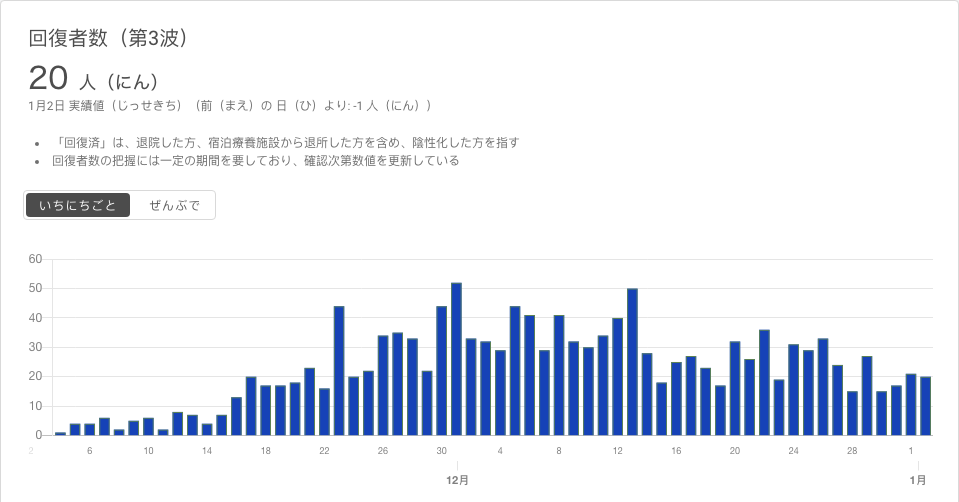 回復者数（第3波）
20 人（にん）
1月2日 実績値（じっせきち）（前（まえ）の 日（ひ）より: -1 人（にん））
• 「回復済」は、退院した方、宿泊療養施設から退所した方を含め、陰性化した方を指す
• 回復者数の把握には一定の期間を要しており、確認次第数値を更新している
いちにちごと ぜんぶで
60
50
40
30
20
10
0
2 6 10 14 18 22 26 30 4 8 12 16 20 24 28 1
12月 1月